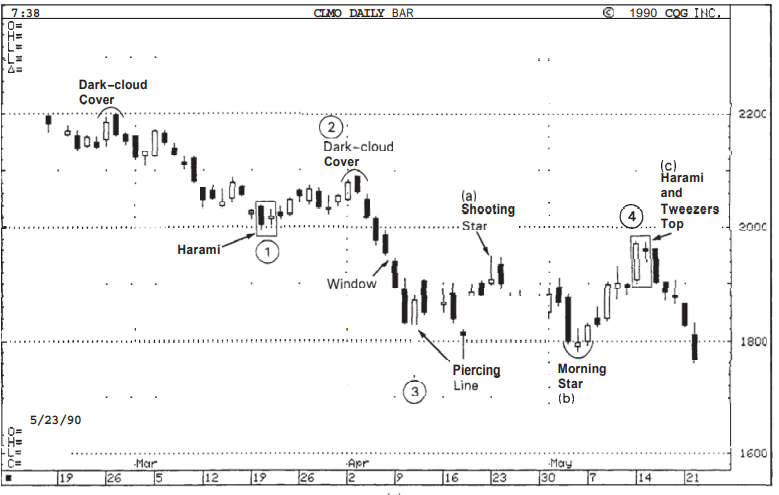 7:38 CLMO DAILY BAR © 1990 CQG INC.
O=
H=
L=
L=
Δ=
Dark-cloud
Cover
2200
2
Dark-cloud
Cover
(a)
Shooting
Star
(c)
Harami
and
Tweezers
Top
4
2000
Harami
1
Window
1800
Piercing
Line
3
Morning
Star
(b)
5/23/90
O=
H=
L=
C=
1600
Mar Apr May
19 26 5 12 19 26 2 9 16 23 30 7 14 21